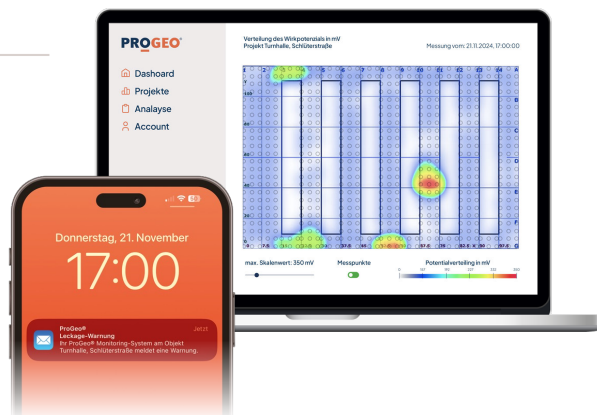 PROGEO®
Dashoard
Projekte
Analayse
Account
Verteilung des Wirkpotenzials in mV
Projekt Turnhalle, Schlüterstraße
Messung vom: 21.11.2024, 17:00:00
max. Skalenwert: 350 mV
Messpunkte
Potentialverteilung in mV
Donnerstag, 21. November
17:00
ProGeo®
Jetzt
Leckage-Warnung
Ihr ProGeo® Monitoring-System am Objekt
Turnhalle, Schlüterstraße meldet eine Warnung.